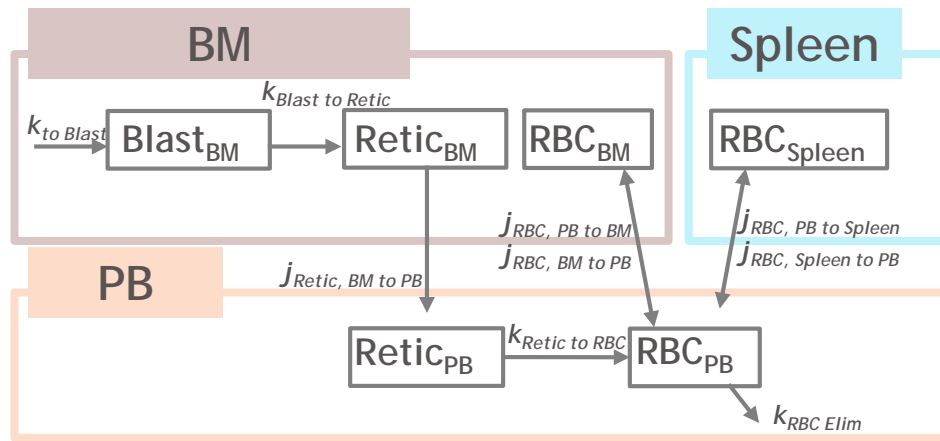 BM
Spleen
k to Blast
k Blast to Retic
Blast BM
Retic BM
RBC BM
RBC Spleen
j RBC, PB to BM
j RBC, BM to PB
j RBC, PB to Spleen
j RBC, Spleen to PB
j Retic, BM to PB
PB
Retic PB
k Retic to RBC
RBC PB
k RBC Elim